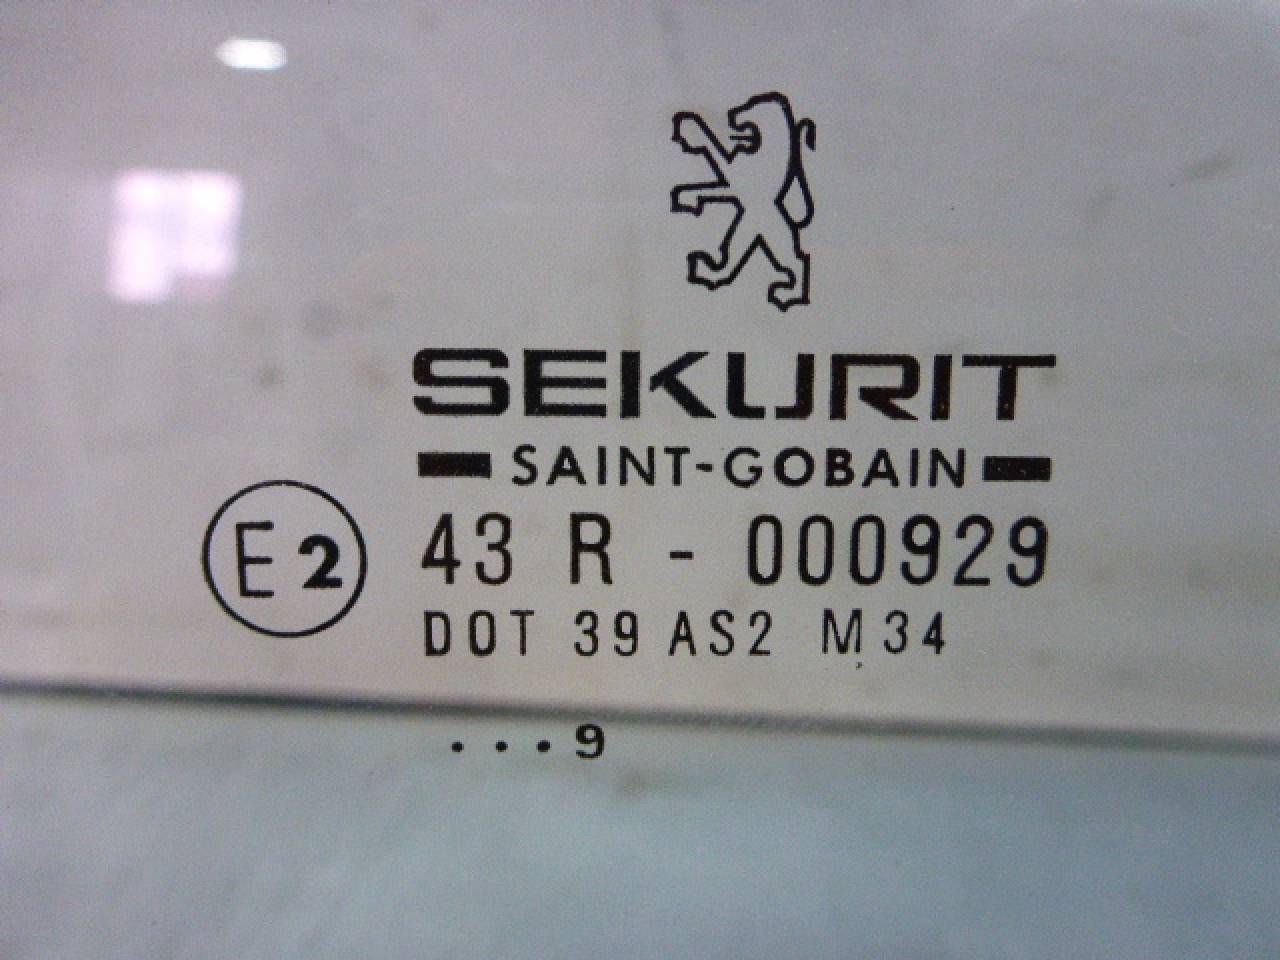 SEKURIT
SAINT-GOBAIN
E2
43 R - 000929
DOT 39 AS2 M34
...9